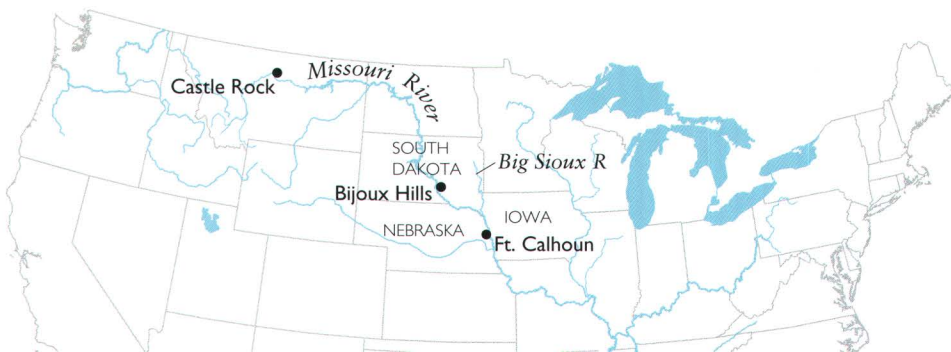 Castle Rock
Missouri River
SOUTH
DAKOTA
Big Sioux R
Bijoux Hills
NEBRASKA
IOWA
Ft. Calhoun